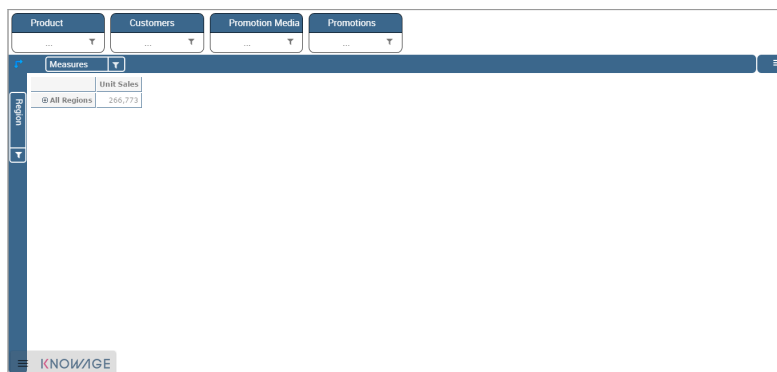 Product Customers Promotion Media Promotions
... ... ... ...
Measures
Unit Sales
All Regions 266,773
Region
KNOWAGE